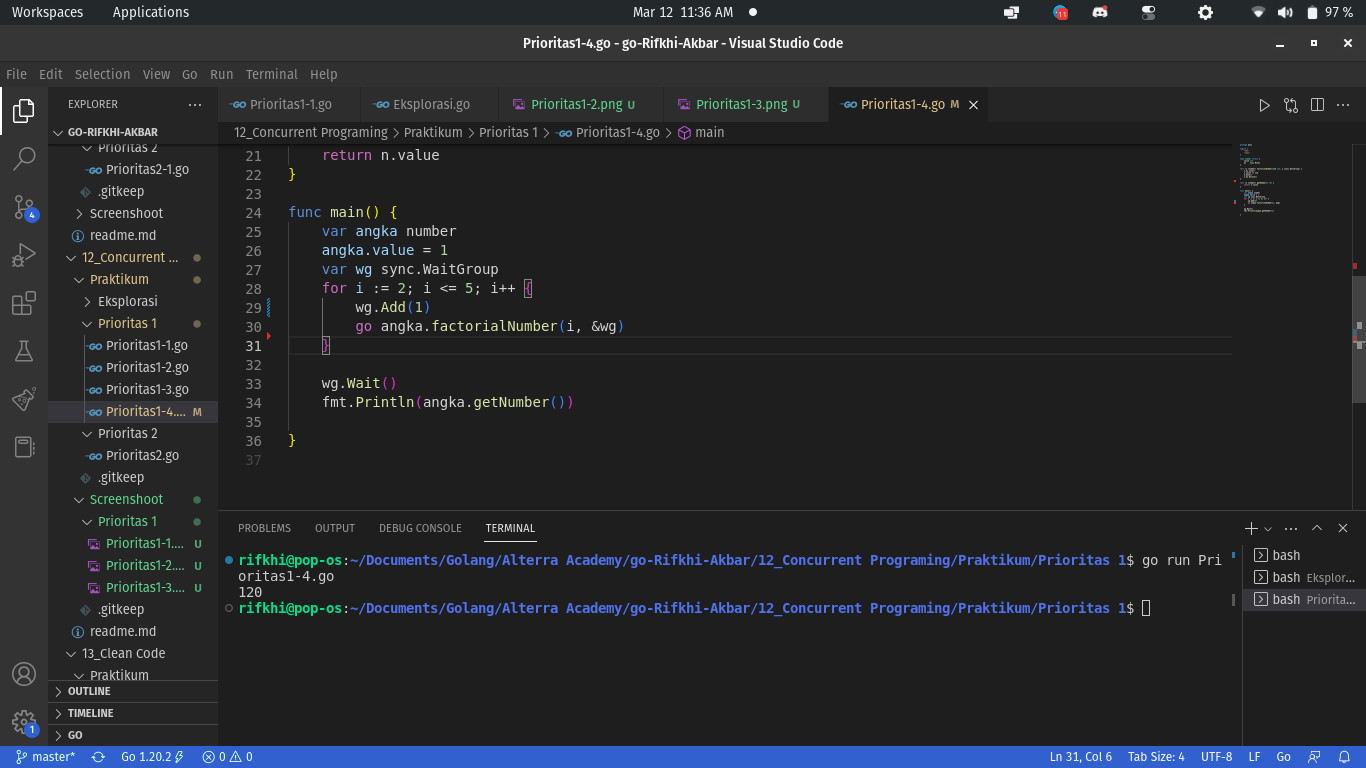 Workspaces Applications Mar 12 11:36 AM 11 97 %
Prioritas1-4.go - go-Rifkhi-Akbar - Visual Studio Code
File Edit Selection View Go Run Terminal Help
EXPLORER
GO-RIFKHI-AKBAR
Prioritas 2
Prioritas2-1.go
.gitkeep
Screenshoot
readme.md
12_Concurrent ...
Praktikum
Eksplorasi
Prioritas 1
Prioritas1-1.go
Prioritas1-2.go
Prioritas1-3.go
Prioritas1-4.... M
Prioritas 2
Prioritas2.go
.gitkeep
Screenshoot
Prioritas 1
Prioritas1-1.... U
Prioritas1-2.... U
Prioritas1-3.... U
.gitkeep
readme.md
13_Clean Code
Praktikum
OUTLINE
TIMELINE
GO
4
1
Prioritas1-1.go Eksplorasi.go Prioritas1-2.png U Prioritas1-3.png U Prioritas1-4.go M
12_Concurrent Programing > Praktikum > Prioritas 1 > Prioritas1-4.go > main
21 return n.value
22 }
23
24 func main() {
25 var angka number
26 angka.value = 1
27 var wg sync.WaitGroup
28 for i := 2; i <= 5; i++ {
29 wg.Add(1)
30 go angka.factorialNumber(i, &wg)
31 }
32
33 wg.Wait()
34 fmt.Println(angka.getNumber())
35
36 }
37
PROBLEMS OUTPUT DEBUG CONSOLE TERMINAL
rifkhi@pop-os:~/Documents/Golang/Alterra Academy/go-Rifkhi-Akbar/12_Concurrent Programing/Praktikum/Prioritas 1$ go run Pri
oritas1-4.go
120
rifkhi@pop-os:~/Documents/Golang/Alterra Academy/go-Rifkhi-Akbar/12_Concurrent Programing/Praktikum/Prioritas 1$
bash
bash Explor...
bash Priorita...
master* Go 1.20.2 0 0 Ln 31, Col 6 Tab Size: 4 UTF-8 LF Go